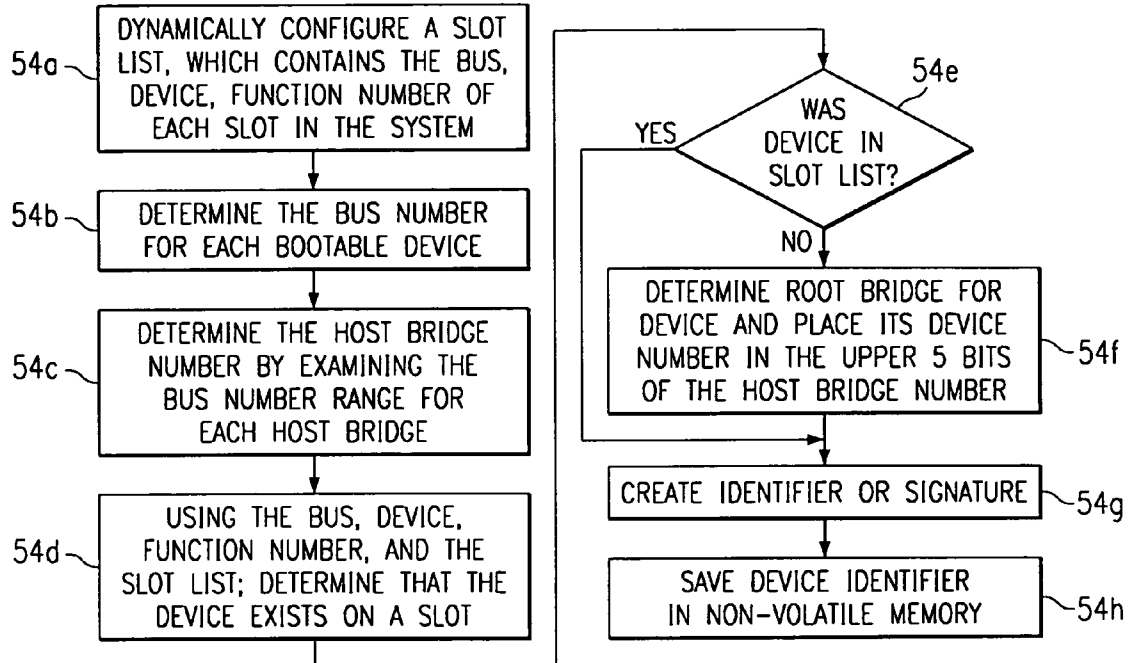 54a
DYNAMICALLY CONFIGURE A SLOT
LIST, WHICH CONTAINS THE BUS,
DEVICE, FUNCTION NUMBER OF
EACH SLOT IN THE SYSTEM
54b
DETERMINE THE BUS NUMBER
FOR EACH BOOTABLE DEVICE
54c
DETERMINE THE HOST BRIDGE
NUMBER BY EXAMINING THE
BUS NUMBER RANGE FOR
EACH HOST BRIDGE
54d
USING THE BUS, DEVICE,
FUNCTION NUMBER, AND THE
SLOT LIST; DETERMINE THAT THE
DEVICE EXISTS ON A SLOT
54e
WAS
DEVICE IN
SLOT LIST?
YES
NO
DETERMINE ROOT BRIDGE FOR
DEVICE AND PLACE ITS DEVICE
NUMBER IN THE UPPER 5 BITS
OF THE HOST BRIDGE NUMBER
54f
CREATE IDENTIFIER OR SIGNATURE
54g
SAVE DEVICE IDENTIFIER
IN NON-VOLATILE MEMORY
54h